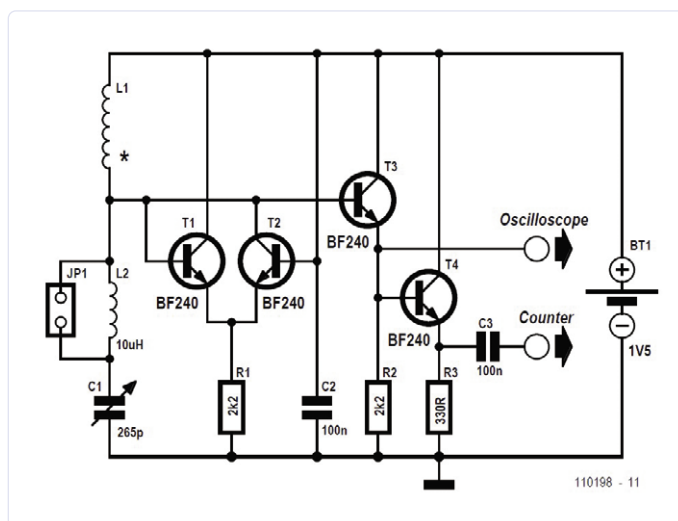 L1
*
T3
T1
T2
BF240
Oscilloscope
BT1
JP1
L2
BF240
BF240
T4
10uH
BF240
C3
Counter
100n
1V5
C1
265p
R1
2k2
C2
100n
R2
2k2
R3
330R
110198 - 11